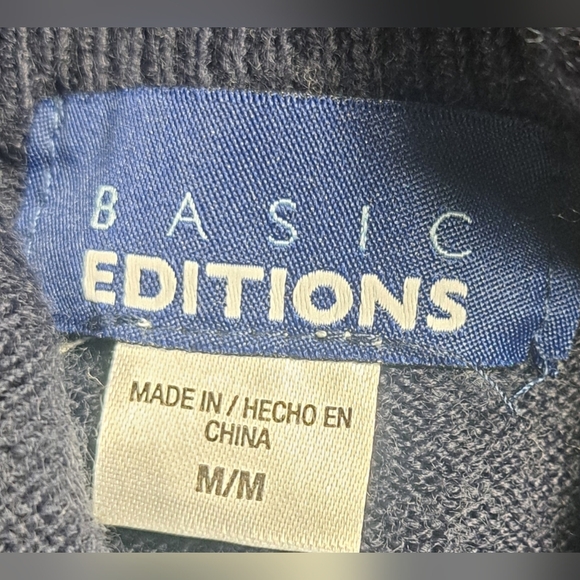 BASIC
EDITIONS
MADE IN / HECHO EN
CHINA
M/M